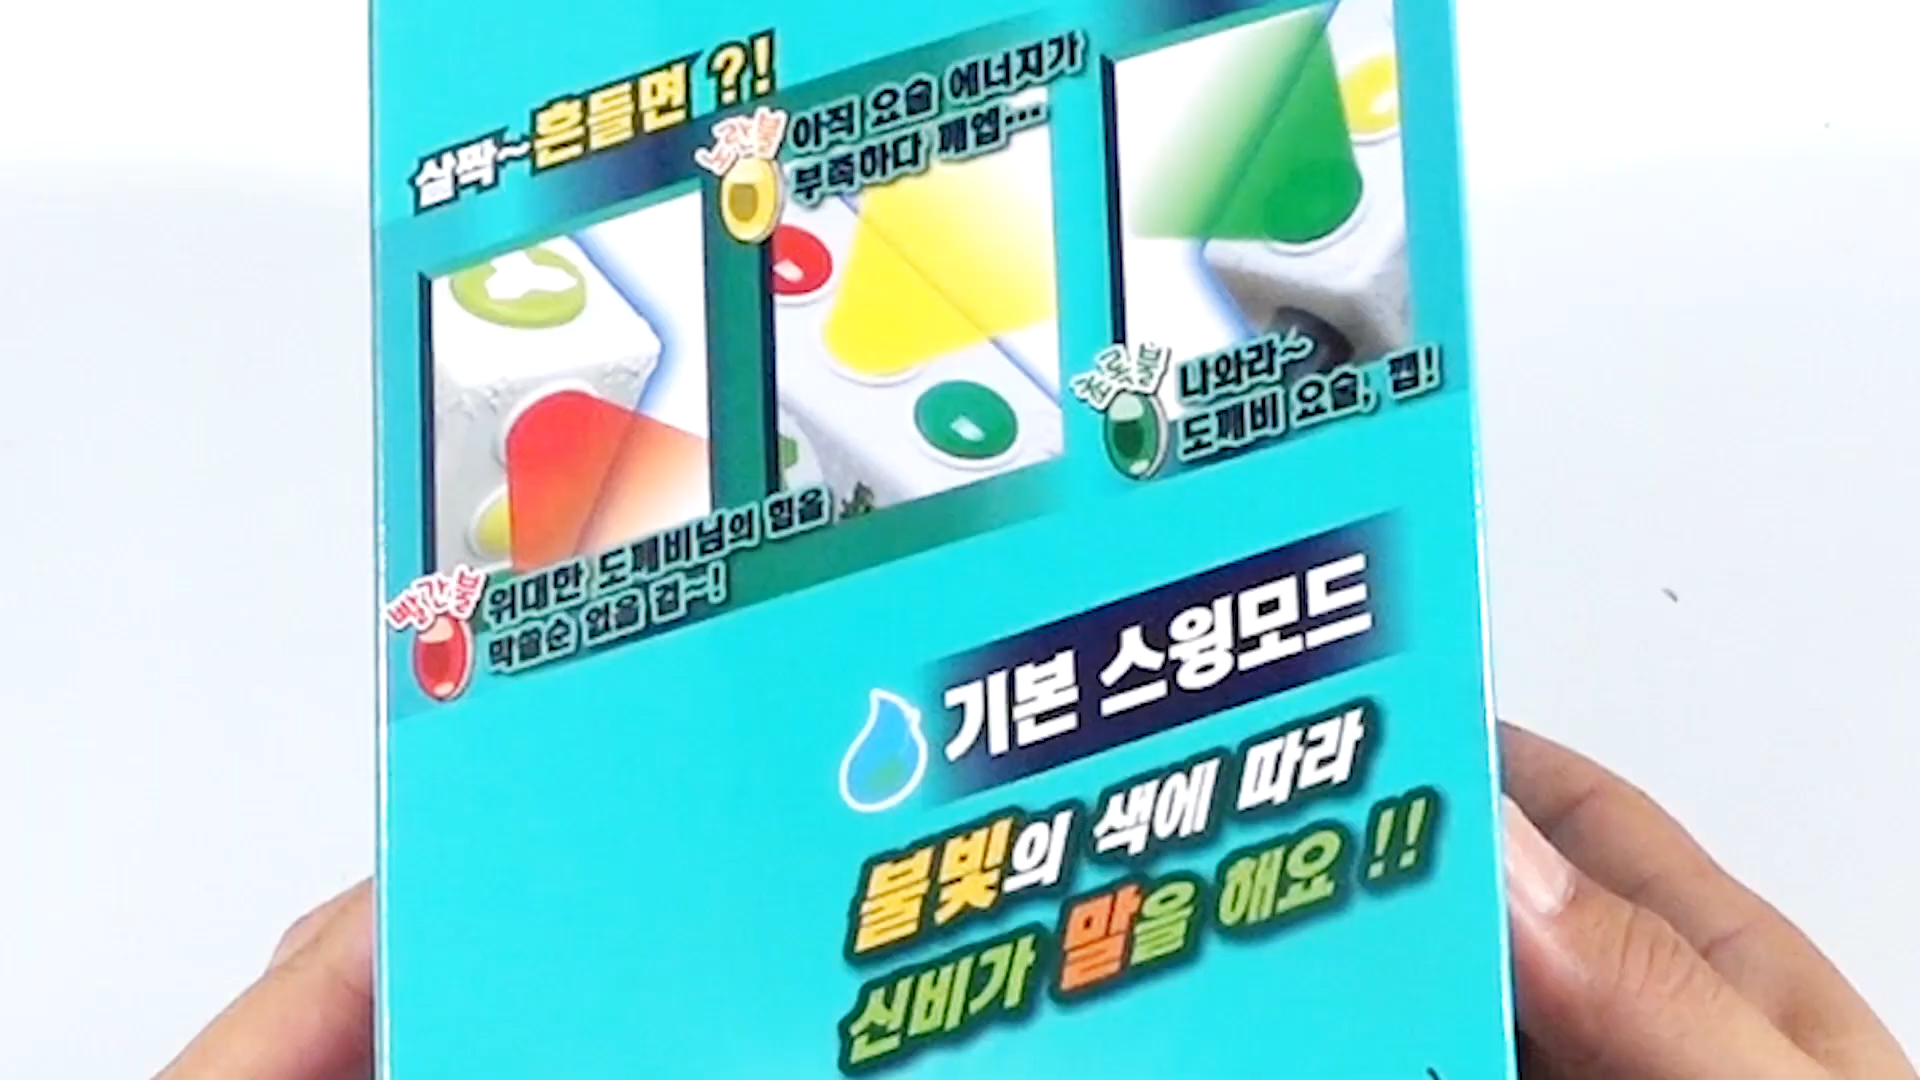 살짝~흔들면 ?!
노란불
아직 요술 에너지가
부족하다 깨엡...
초록불
나와라~
도깨비 요술, 깹!
빨간불
위대한 도깨비님의 힘을
막을순 없을 겁~!
기본 스윙모드
불빛의 색에 따라
신비가 말을 해요 !!